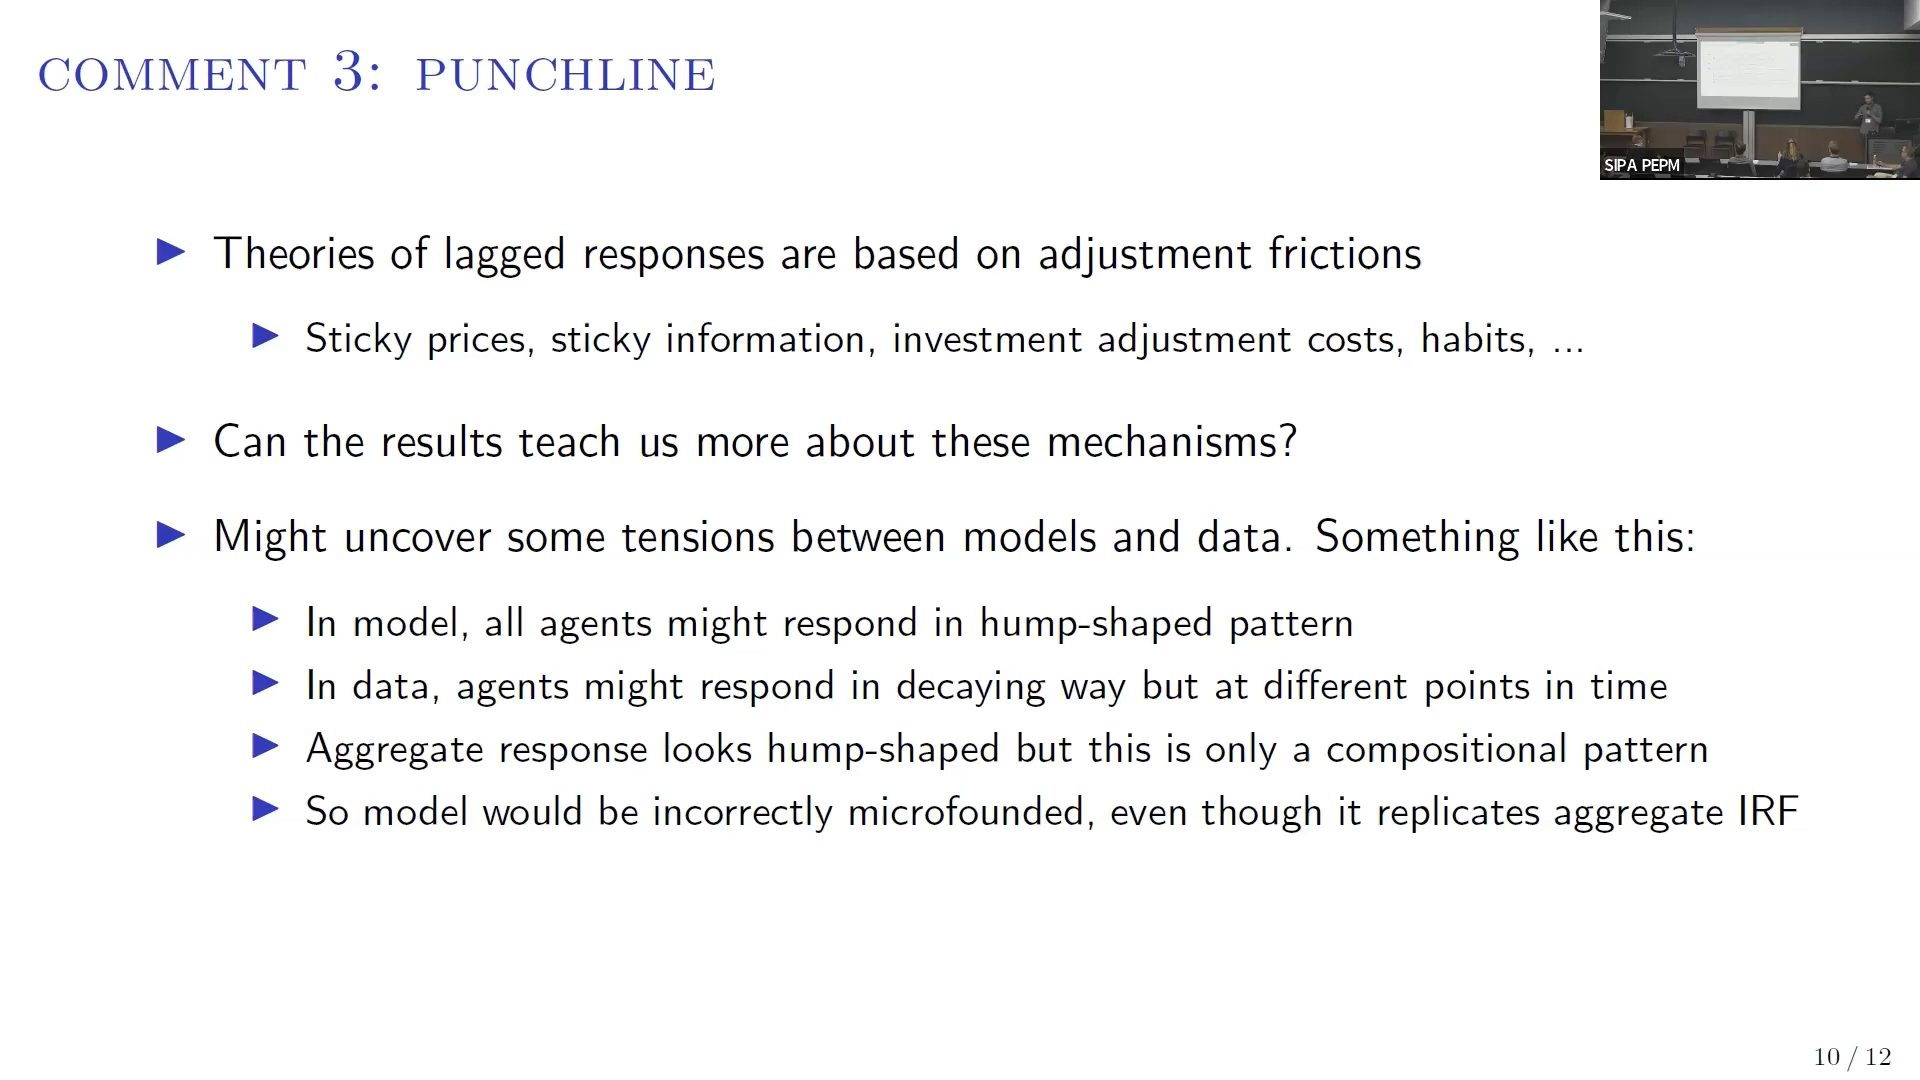 COMMENT 3: PUNCHLINE
SIPA PEPM
▶ Theories of lagged responses are based on adjustment frictions
▶ Sticky prices, sticky information, investment adjustment costs, habits, ...
▶ Can the results teach us more about these mechanisms?
▶ Might uncover some tensions between models and data. Something like this:
▶ In model, all agents might respond in hump-shaped pattern
▶ In data, agents might respond in decaying way but at different points in time
▶ Aggregate response looks hump-shaped but this is only a compositional pattern
▶ So model would be incorrectly microfounded, even though it replicates aggregate IRF
10 / 12